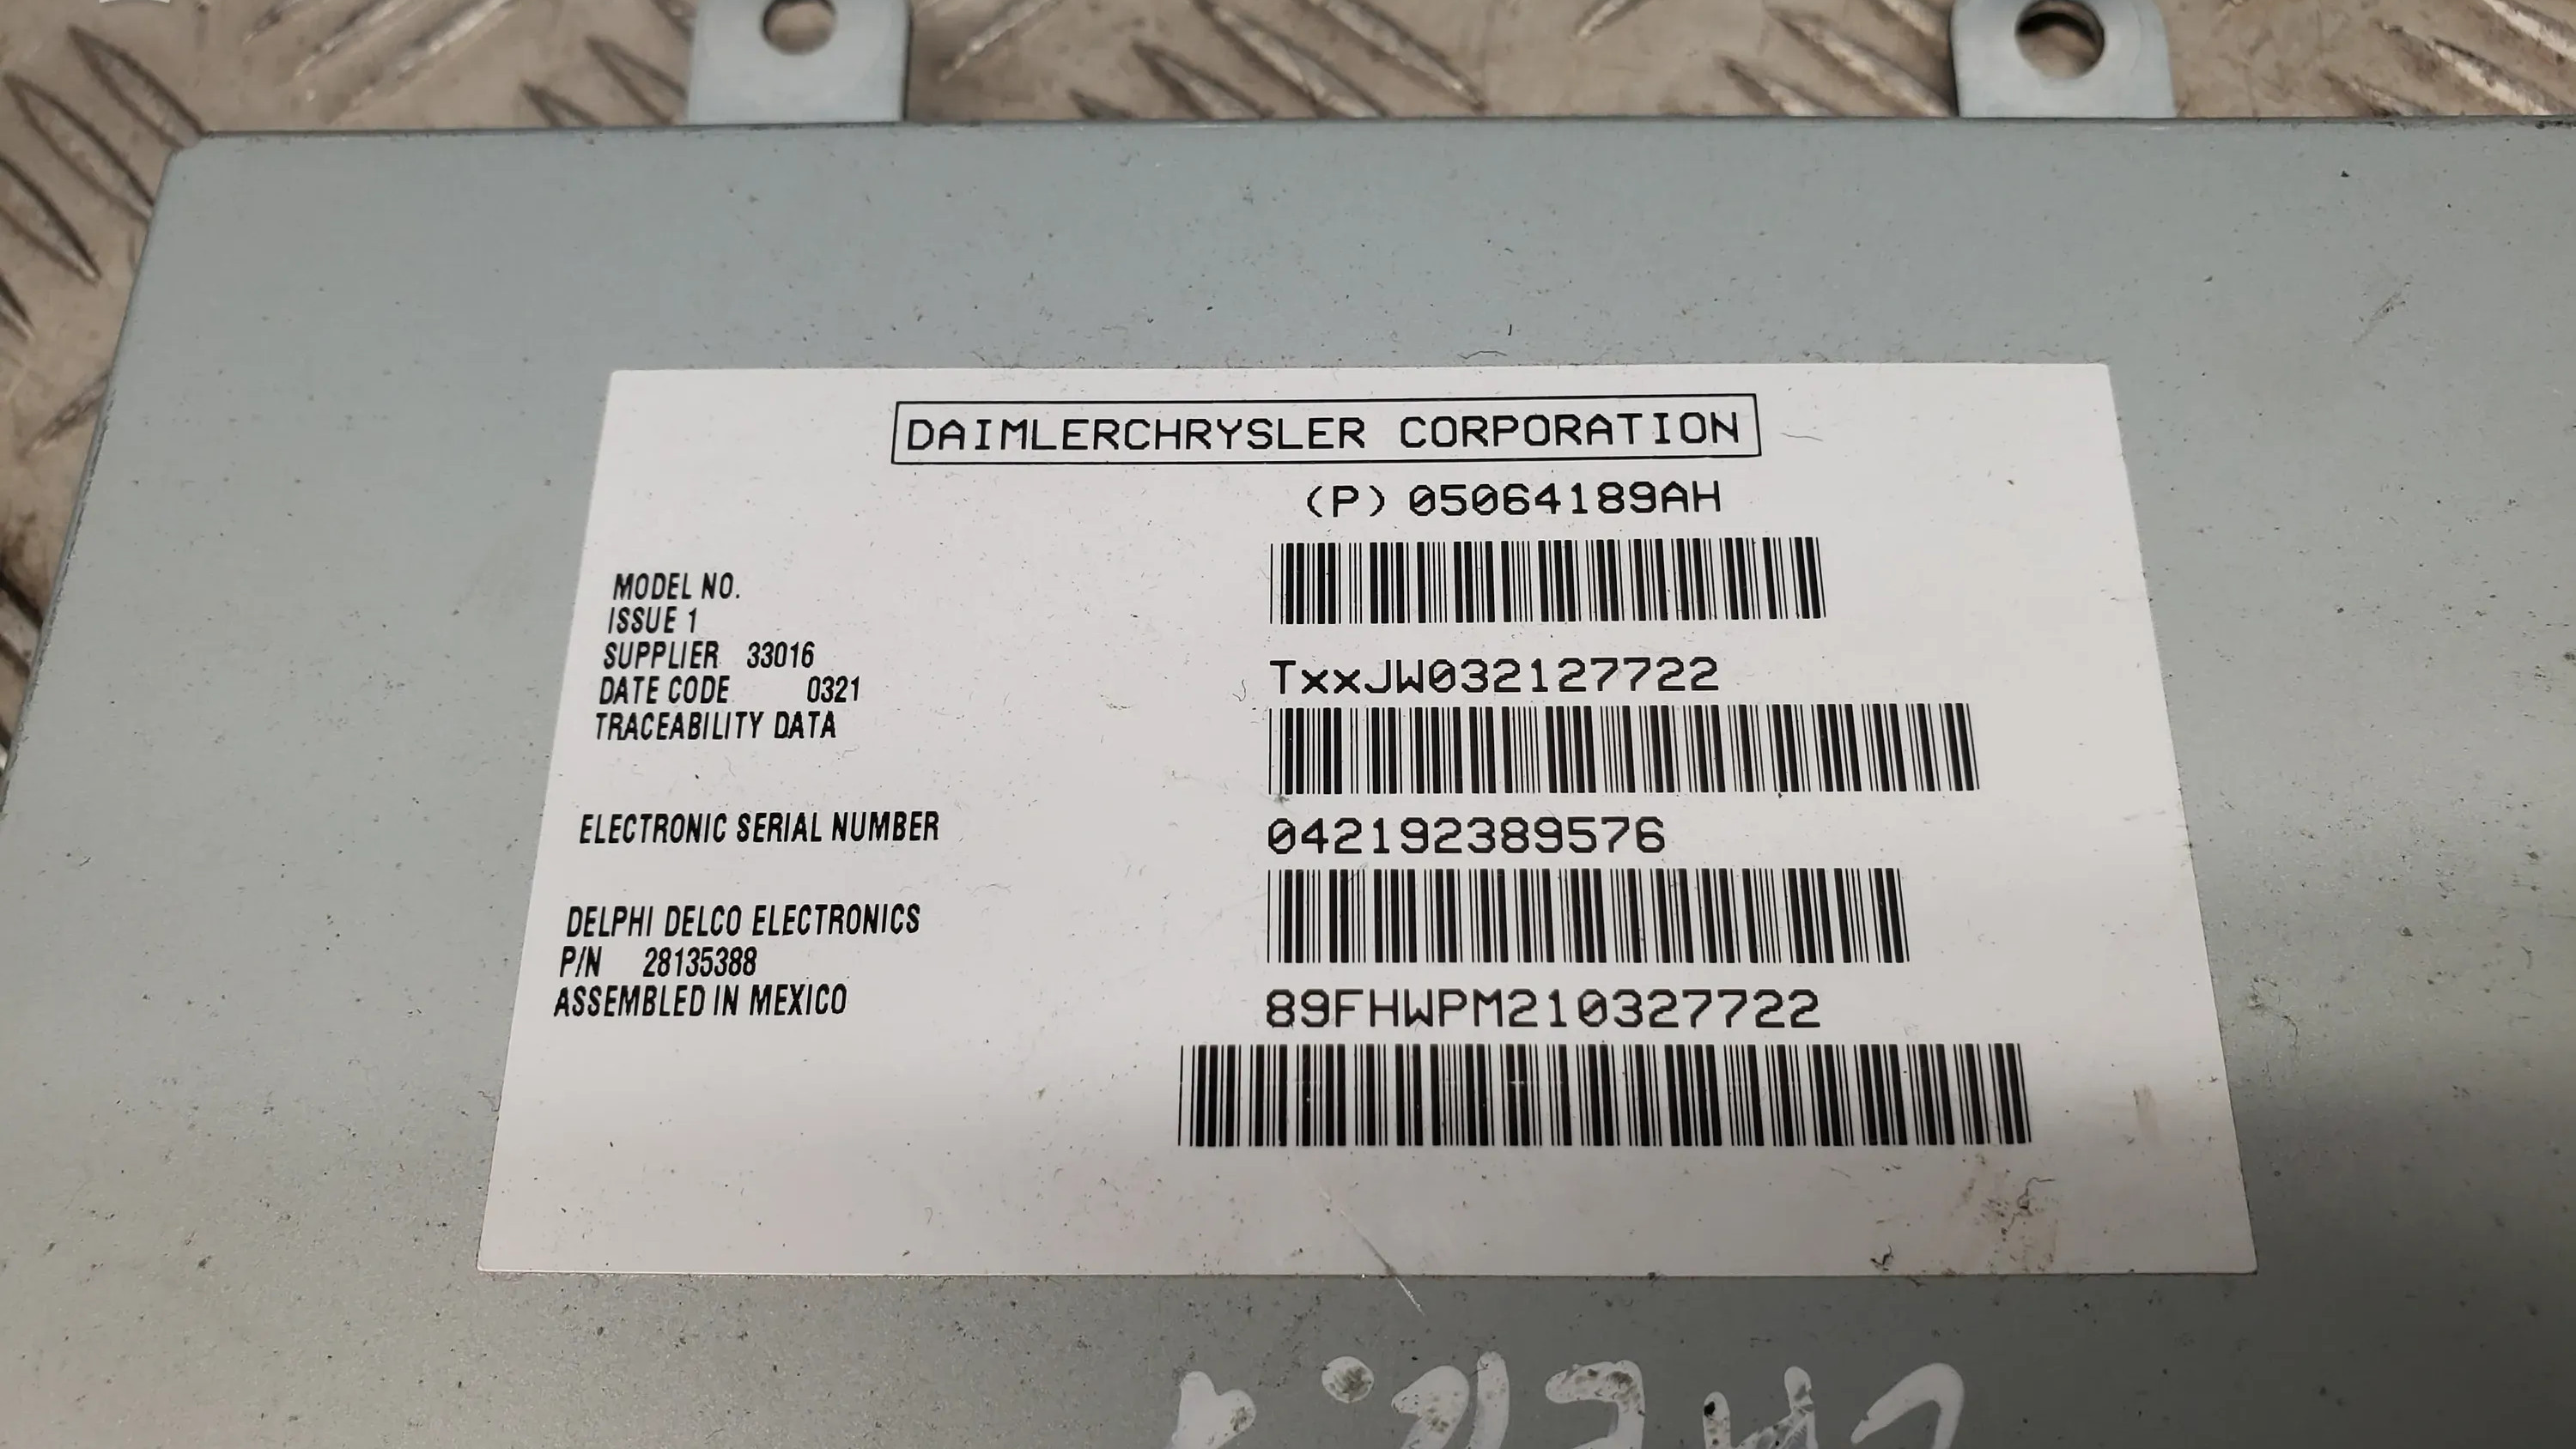 DAIMLERCHRYSLER CORPORATION
(P) 05064189AH
MODEL NO.
ISSUE 1
SUPPLIER 33016
DATE CODE 0321
TRACEABILITY DATA
TxxJW032127722
ELECTRONIC SERIAL NUMBER
042192389576
DELPHI DELCO ELECTRONICS
P/N 28135388
ASSEMBLED IN MEXICO
89FHWPM210327722